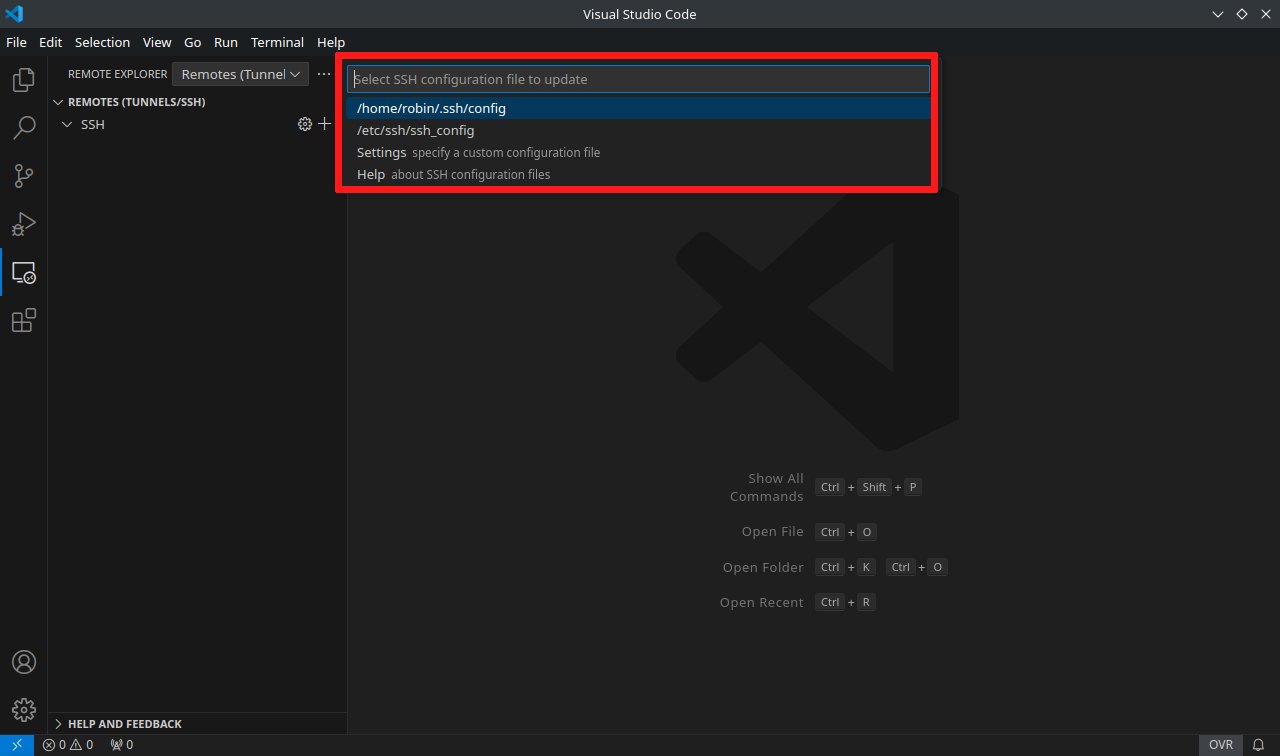 Visual Studio Code
File Edit Selection View Go Run Terminal Help
REMOTE EXPLORER Remotes (Tunnel
REMOTES (TUNNELS/SSH)
SSH
Select SSH configuration file to update
/home/robin/.ssh/config
/etc/ssh/ssh_config
Settings specify a custom configuration file
Help about SSH configuration files
Show All
Commands Ctrl + Shift + P
Open File Ctrl + O
Open Folder Ctrl + K Ctrl + O
Open Recent Ctrl + R
HELP AND FEEDBACK
0 0 0 OVR